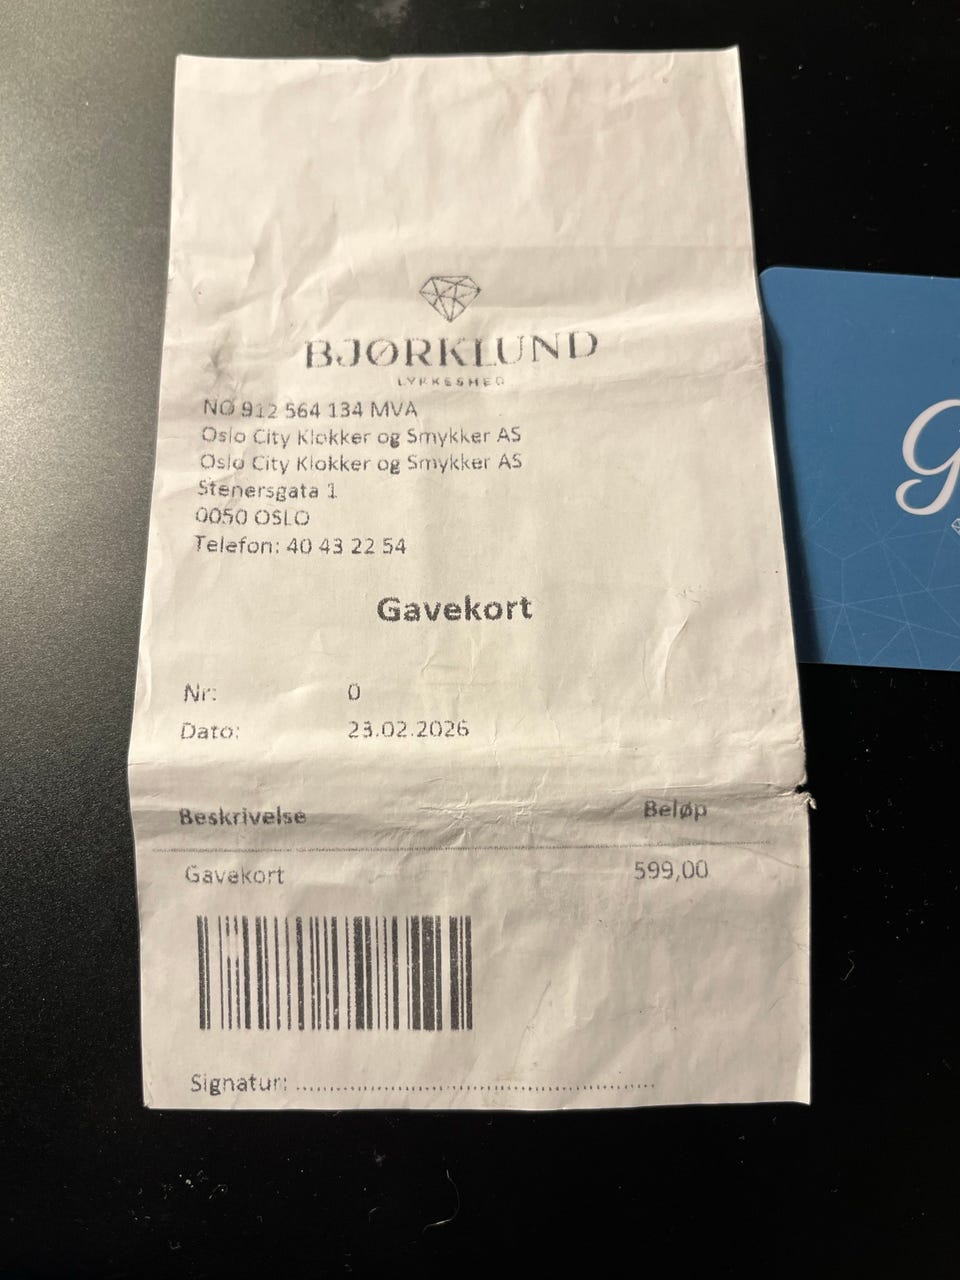 BJØRKLUND
LYKKESMED
NO 912 564 134 MVA
Oslo City Klokker og Smykker AS
Oslo City Klokker og Smykker AS
Stenersgata 1
0050 OSLO
Telefon: 40 43 22 54
Gavekort
Nr: 0
Dato: 23.02.2026
Beskrivelse Beløp
Gavekort 599,00
Signatur: ..........................................................